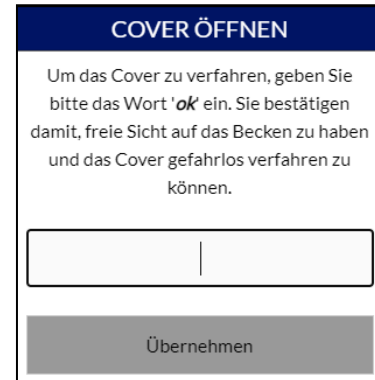 COVER ÖFFNEN
Um das Cover zu verfahren, geben Sie
bitte das Wort 'ok' ein. Sie bestätigen
damit, freie Sicht auf das Becken zu haben
und das Cover gefahrlos verfahren zu
können.
Übernehmen